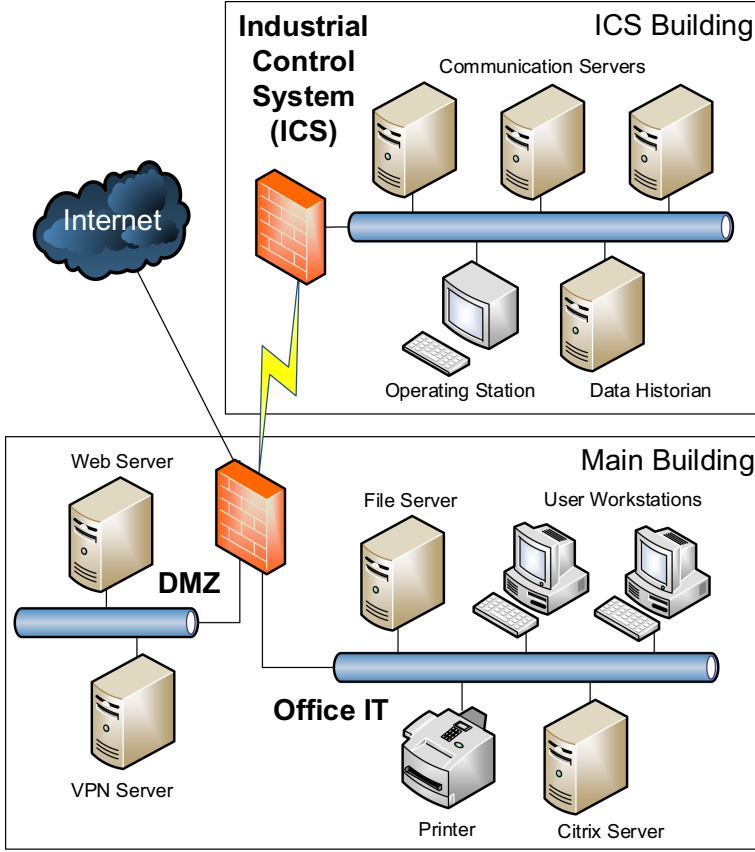 Industrial
Control
System
(ICS)
ICS Building
Communication Servers
Internet
Operating Station
Data Historian
Main Building
Web Server
File Server
User Workstations
DMZ
Office IT
VPN Server
Printer
Citrix Server